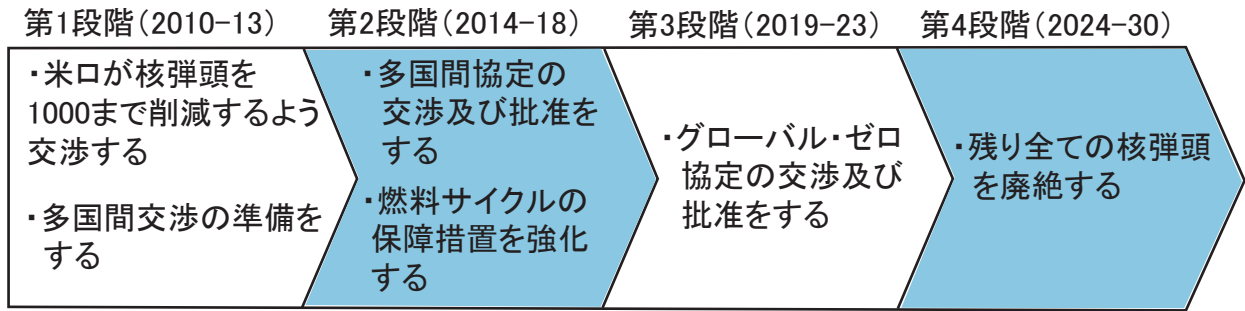 第1段階(2010-13)
・米ロが核弾頭を
1000まで削減するよう
交渉する
・多国間交渉の準備を
する
第2段階(2014-18)
・多国間協定の
交渉及び批准を
する
・燃料サイクルの
保障措置を強化
する
第3段階(2019-23)
・グローバル・ゼロ
協定の交渉及び
批准をする
第4段階(2024-30)
・残り全ての核弾頭
を廃絶する